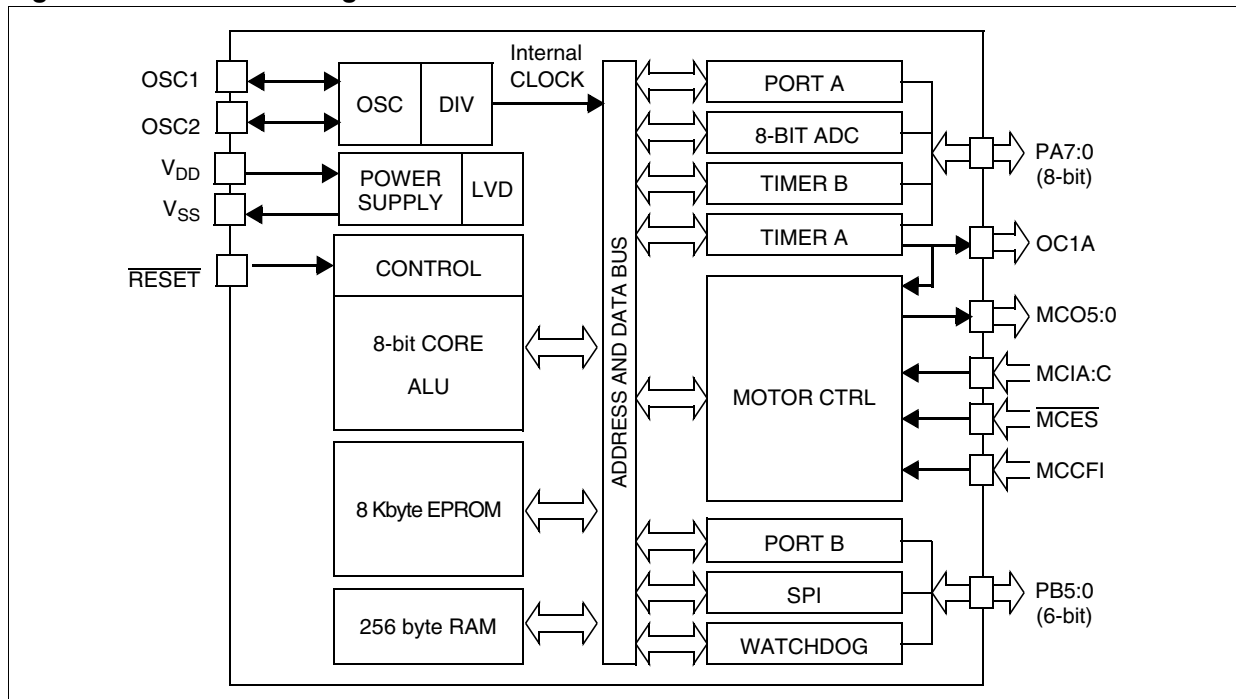 OSC1
OSC2
VDD
VSS
RESET
OSC
DIV
Internal
CLOCK
POWER
SUPPLY
LVD
CONTROL
8-bit CORE
ALU
8 Kbyte EPROM
256 byte RAM
ADDRESS AND DATA BUS
PORT A
8-BIT ADC
TIMER B
TIMER A
MOTOR CTRL
PORT B
SPI
WATCHDOG
PA7:0
(8-bit)
OC1A
MCO5:0
MCIA:C
MCES
MCCFI
PB5:0
(6-bit)